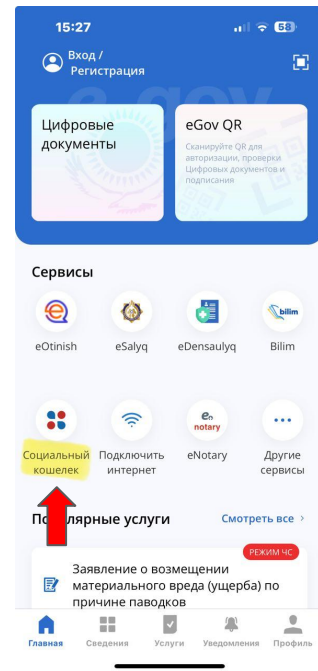 15:27
58
Вход /
Регистрация
e-gov
Цифровые
документы
eGov QR
Сканируйте QR для
авторизации, проверки
Цифровых документов и
подписания
Сервисы
eOtinish
eSalyq
eDensaulyq
bilim
Bilim
Социальный
кошелек
Подключить
интернет
notary
eNotary
Другие
сервисы
рные услуги
Смотреть все >
РЕЖИМ ЧС
Заявление о возмещении
материального вреда (ущерба) по
причине паводков
Главная
Сведения
Услуги
Уведомления
Профиль